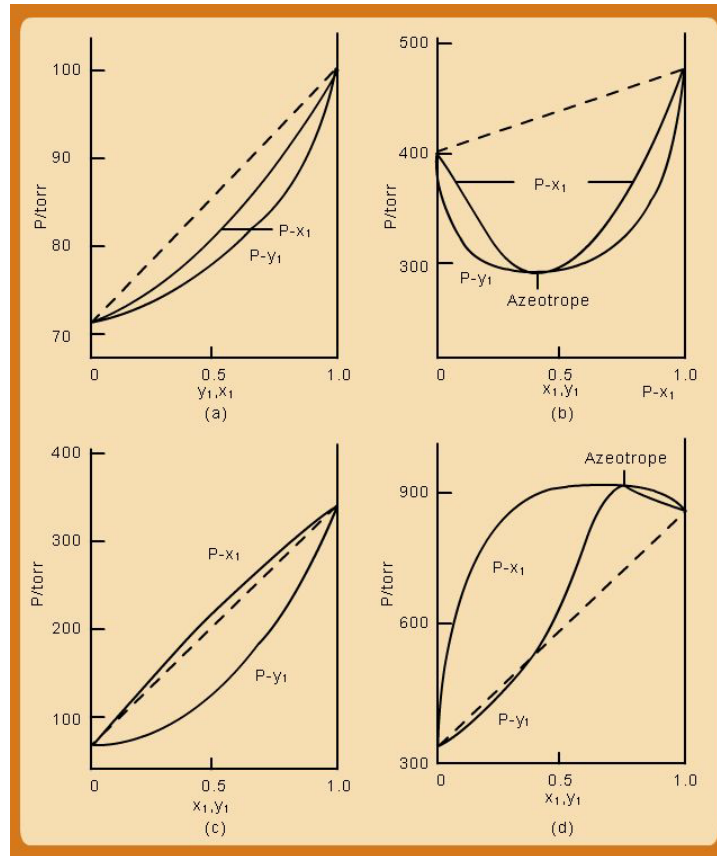 100
90
80
70
P/torr
P-x₁
P-y₁
0
0.5
1.0
y₁,x₁
(a)
500
400
300
P/torr
P-x₁
P-y₁
Azeotrope
0
0.5
1.0
x₁,y₁
P-x₁
(b)
400
300
200
100
P/torr
P-x₁
P-y₁
0
0.5
1.0
x₁,y₁
(c)
Azeotrope
900
600
300
P/torr
P-x₁
P-y₁
0
0.5
1.0
x₁,y₁
(d)